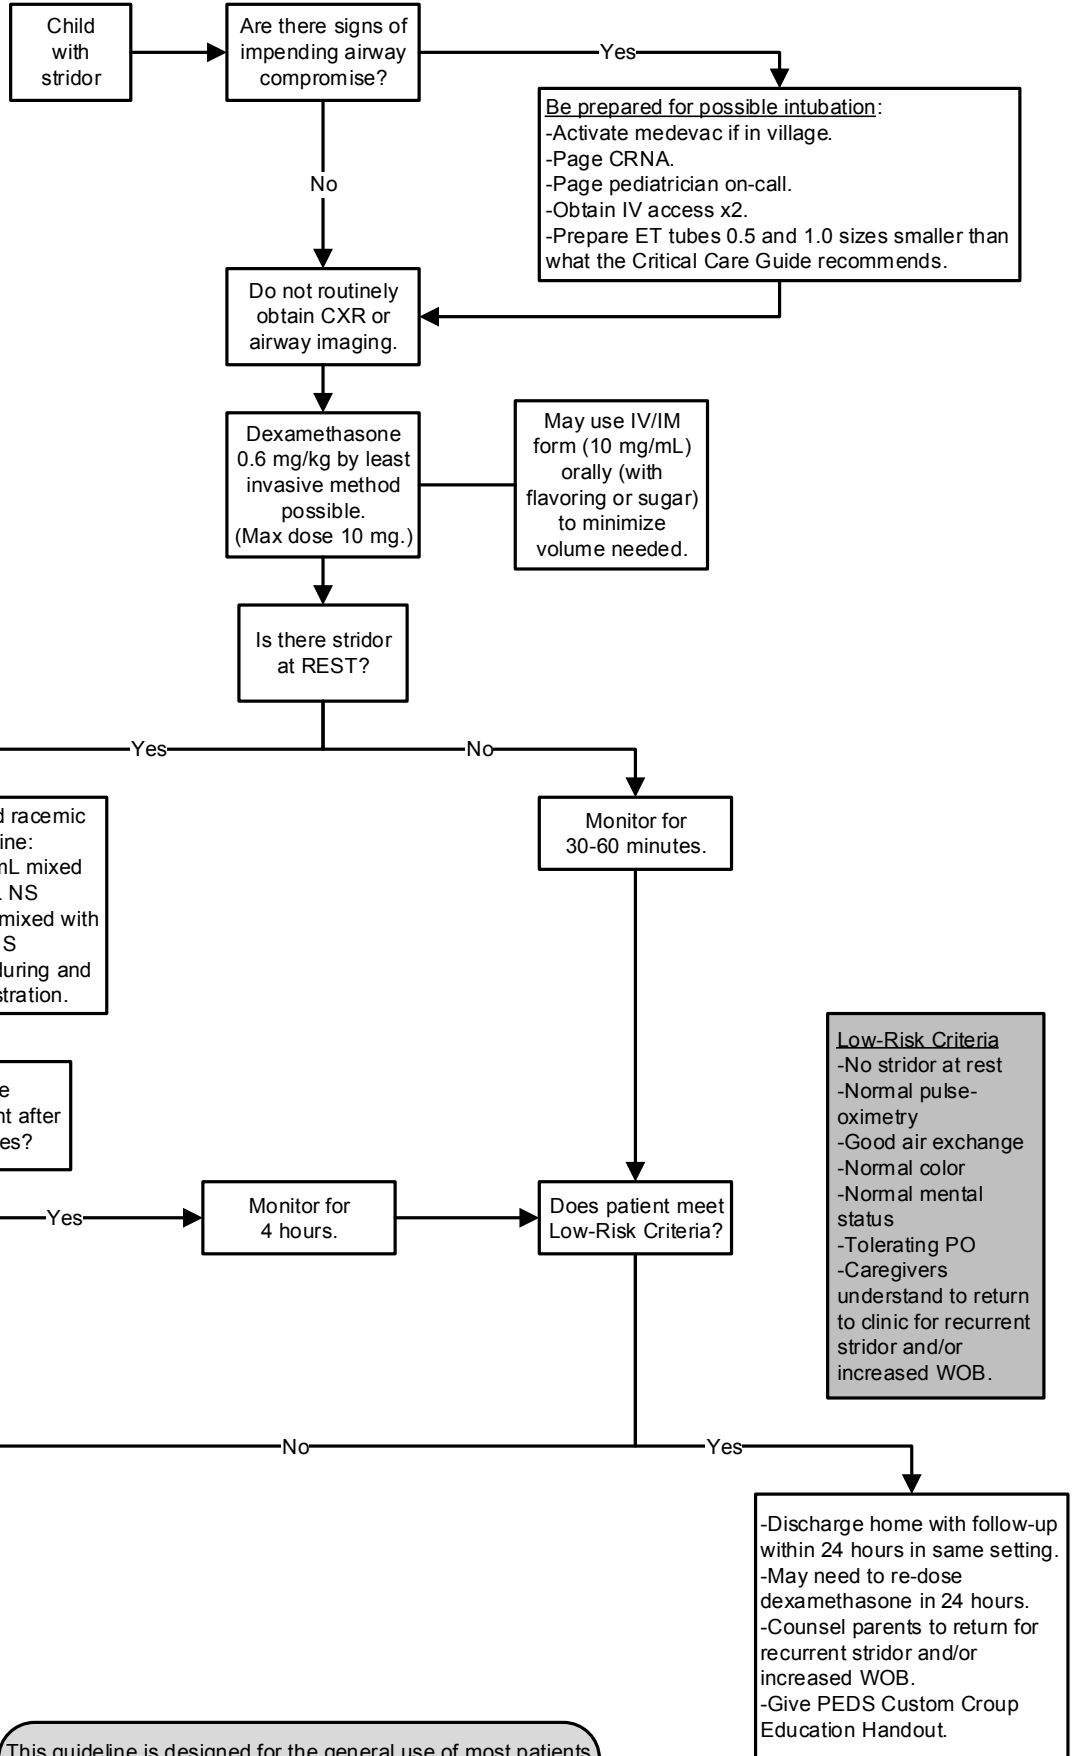 Child
with
stridor
Are there signs of
impending airway
compromise?
Yes
Be prepared for possible intubation:
-Activate medevac if in village.
-Page CRNA.
-Page pediatrician on-call.
-Obtain IV access x2.
-Prepare ET tubes 0.5 and 1.0 sizes smaller than
what the Critical Care Guide recommends.
No
Do not routinely
obtain CXR or
airway imaging.
Dexamethasone
0.6 mg/kg by least
invasive method
possible.
(Max dose 10 mg.)
May use IV/IM
form (10 mg/mL)
orally (with
flavoring or sugar)
to minimize
volume needed.
Is there stridor
at REST?
Yes
No
racemic
ine:
mL mixed
NS
mixed with
S
during and
stration.
Monitor for
30-60 minutes.
e
nt after
es?
Yes
Monitor for
4 hours.
Does patient meet
Low-Risk Criteria?
Low-Risk Criteria
-No stridor at rest
-Normal pulse-
oximetry
-Good air exchange
-Normal color
-Normal mental
status
-Tolerating PO
-Caregivers
understand to return
to clinic for recurrent
stridor and/or
increased WOB.
No
Yes
-Discharge home with follow-up
within 24 hours in same setting.
-May need to re-dose
dexamethasone in 24 hours.
-Counsel parents to return for
recurrent stridor and/or
increased WOB.
-Give PEDS Custom Croup
Education Handout.
This guideline is designed for the general use of most patients